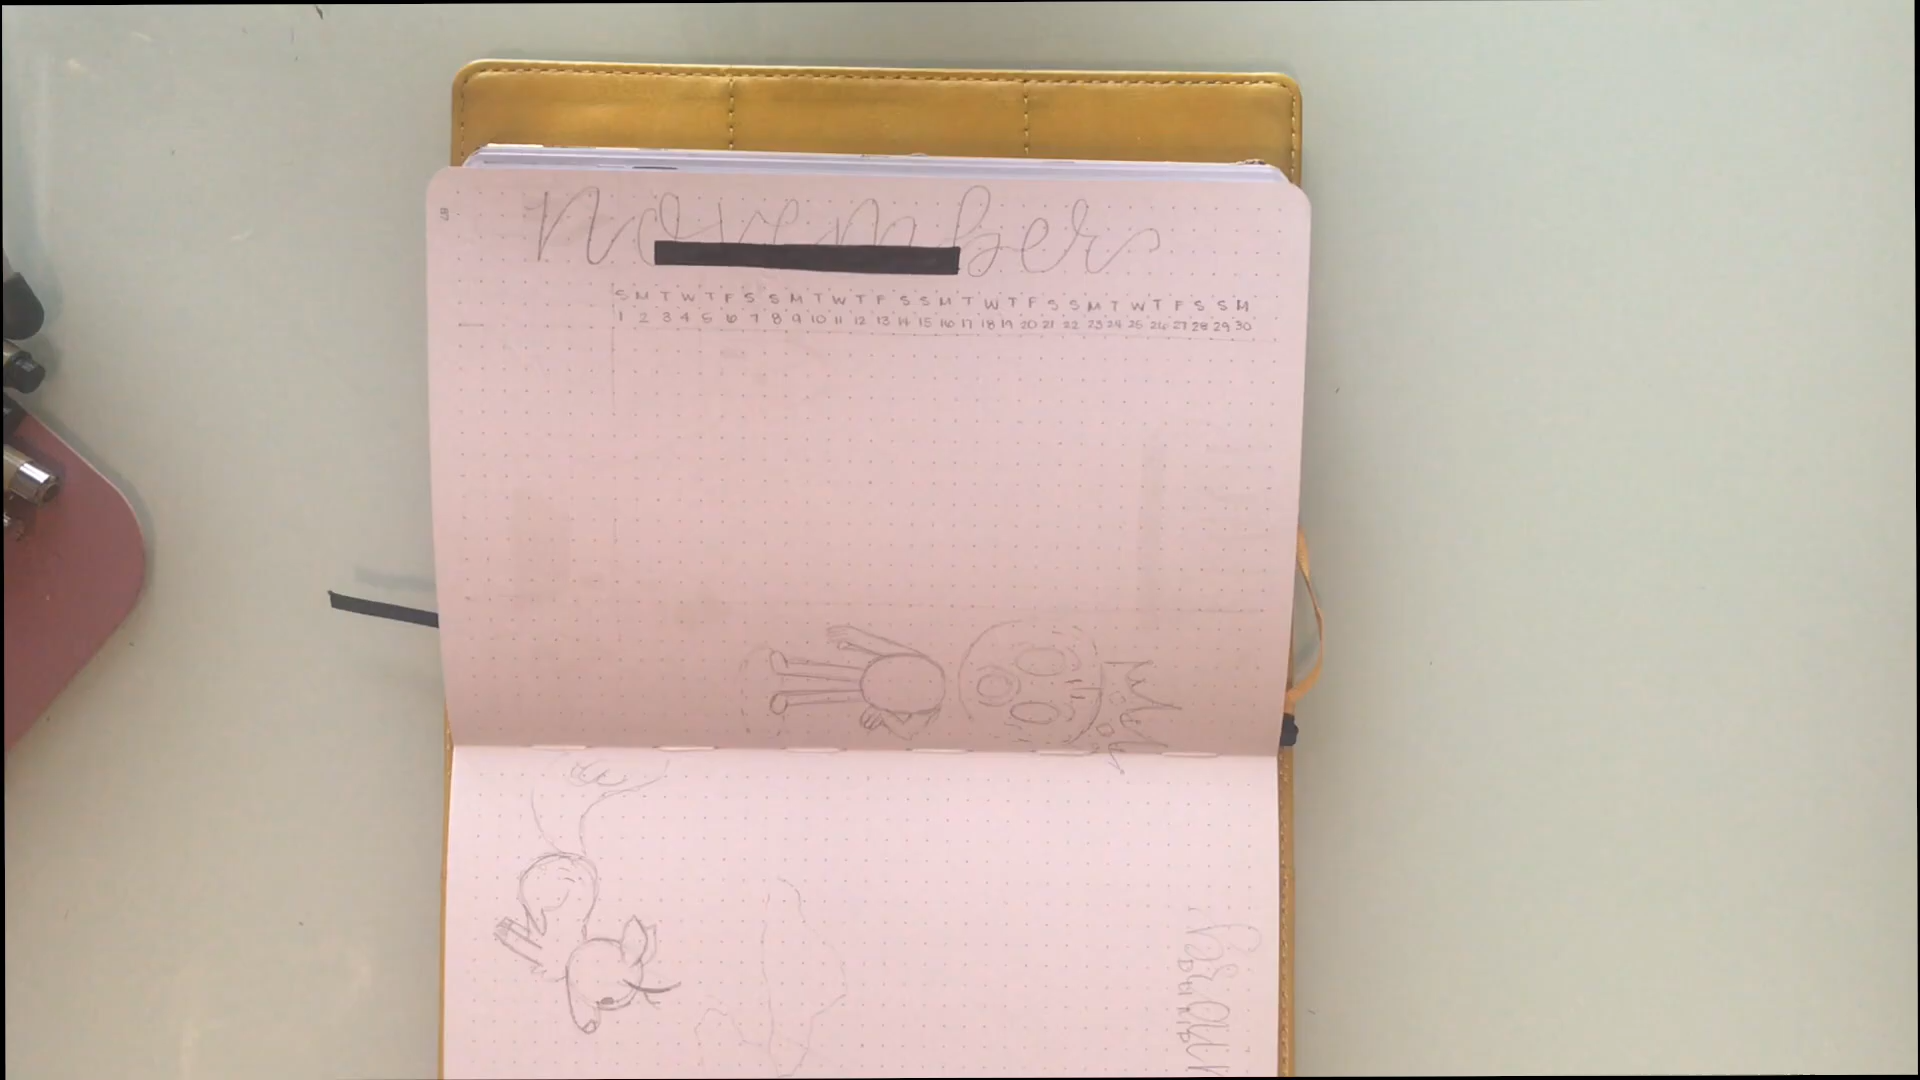 november
S M T W T F S S M T W T F S S M T W T F S S M T W T F S S M
1 2 3 4 5 6 7 8 9 10 11 12 13 14 15 16 17 18 19 20 21 22 23 24 25 26 27 28 29 30